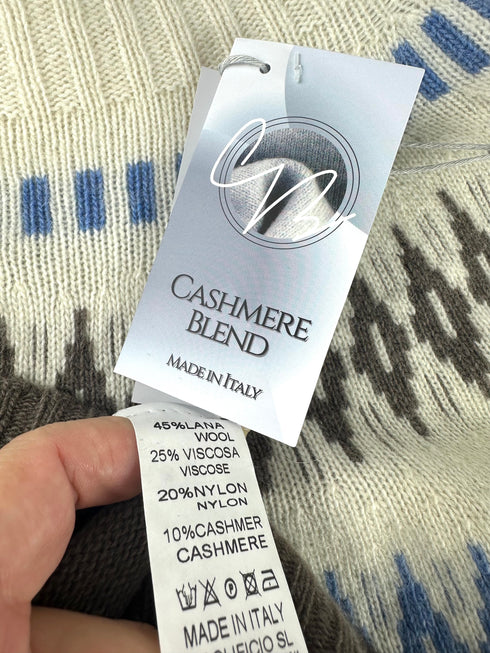 CASHMERE
BLEND
MADE IN ITALY
45%LANA
WOOL
25% VISCOSA
VISCOSE
20%NYLON
NYLON
10%CASHMER
CASHMERE
MADE IN ITALY
SL